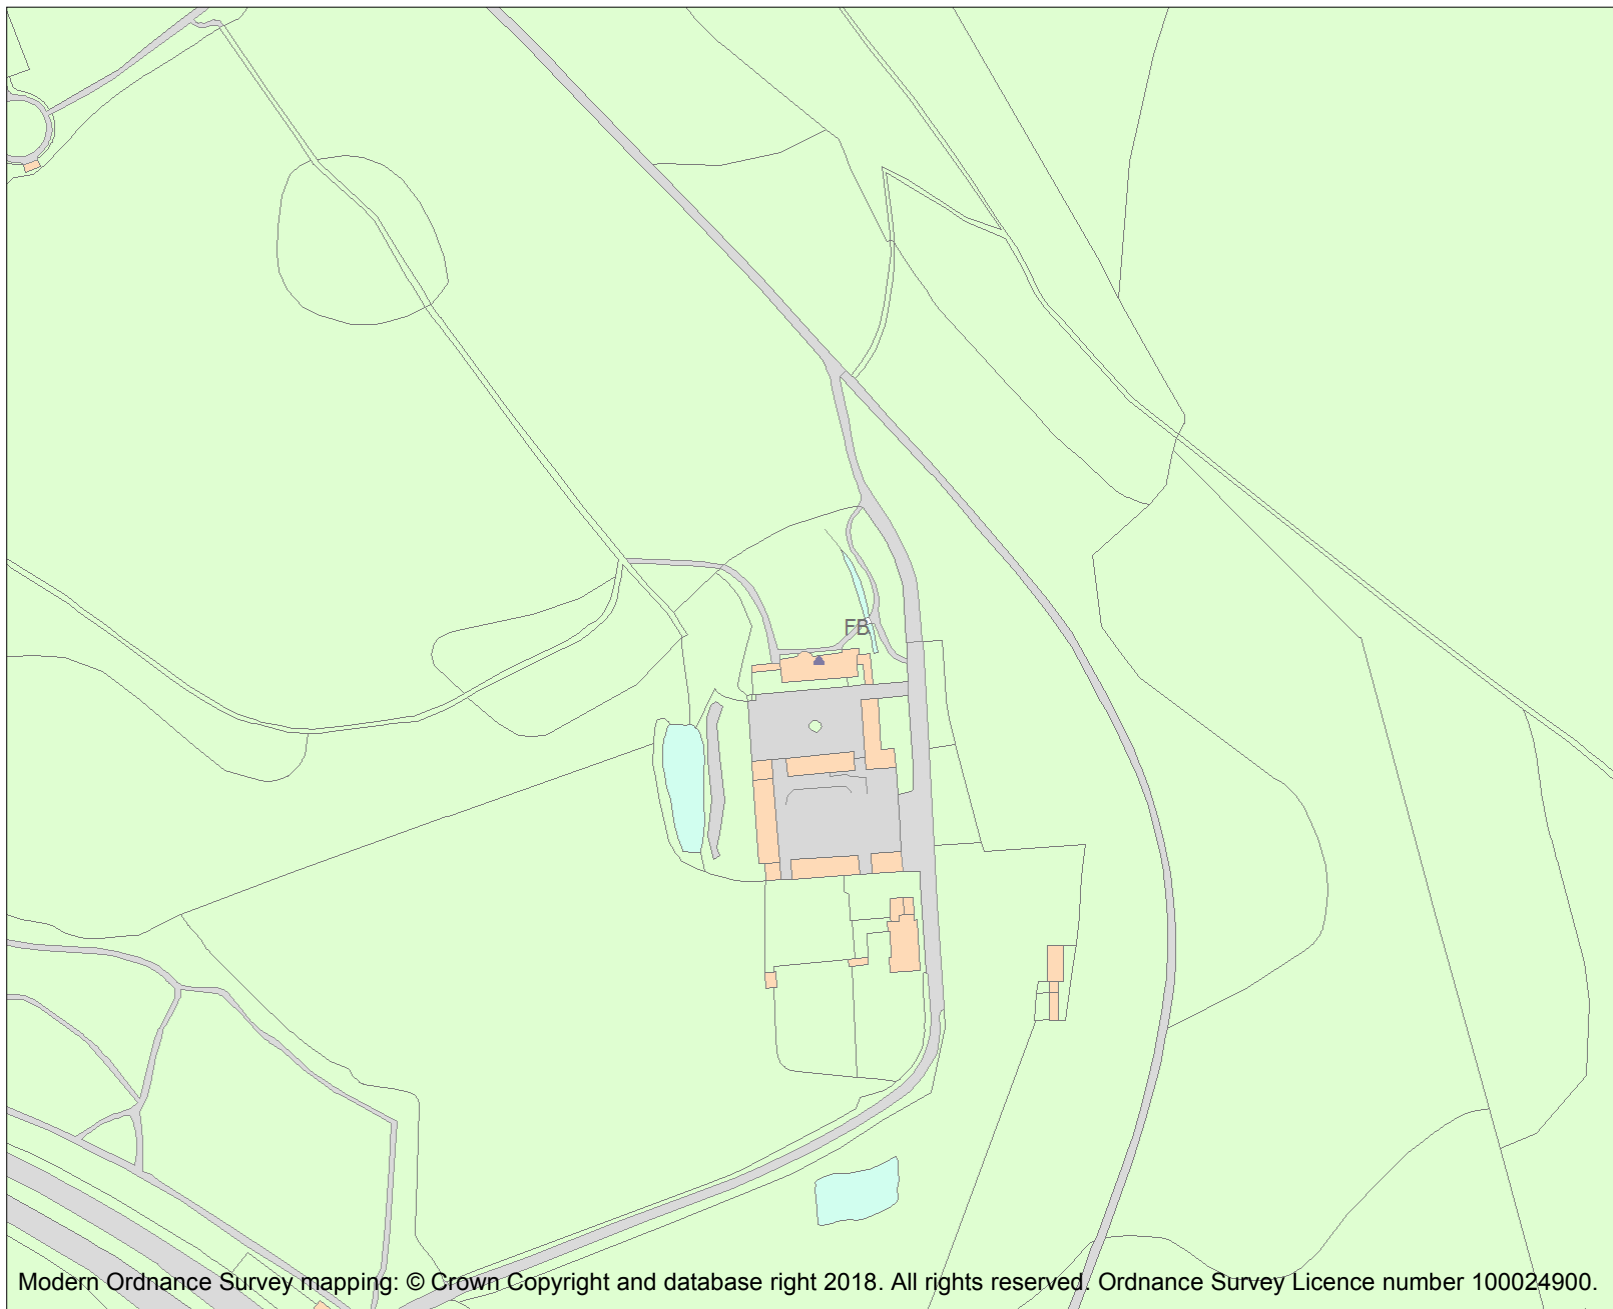 FB
Modern Ordnance Survey mapping: © Crown Copyright and database right 2018. All rights reserved. Ordnance Survey Licence number 100024900.